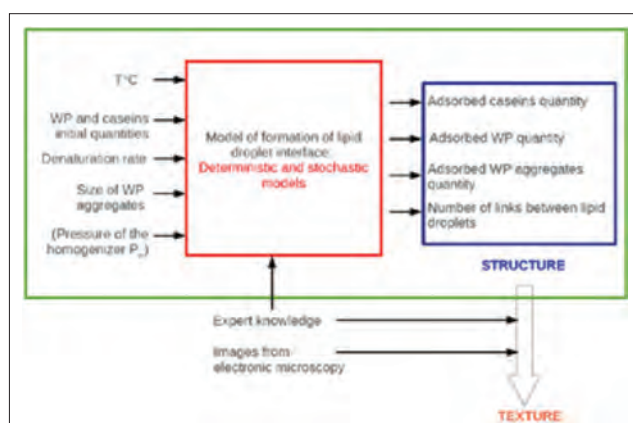 T°C
WP and caseins
initial quantities
Denaturation rate
Size of WP
aggregates
(Pressure of the
homogenizer P
Model of formation of lipid
droplet interface:
Deterministic and stochastic
models
Adsorbed caseins quantity
Adsorbed WP quantity
Adsorbed WP aggregates
quantity
Number of links between lipid
droplets
STRUCTURE
Expert knowledge
Images from
electronic microscopy
TEXTURE